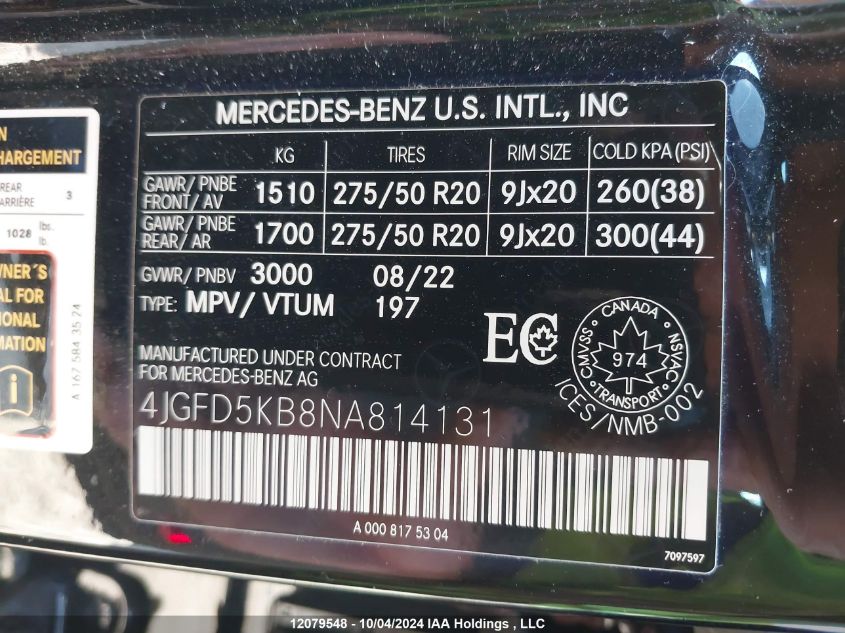 MERCEDES-BENZ U.S. INTL., INC
KG TIRES RIM SIZE COLD KPA (PSI)
GAWR/PNBE FRONT/AV 1510 275/50 R20 9Jx20 260(38)
GAWR/PNBE REAR/AR 1700 275/50 R20 9Jx20 300(44)
GVWR/PNBV 3000 08/22
TYPE: MPV/VTUM 197
MANUFACTURED UNDER CONTRACT
FOR MERCEDES-BENZ AG
EC
CANADA
CMVSS NSVAC
974
TRANSPORT
ICES/NMB-002
4JGFD5KB8NA814131
A 000 817 53 04
7097597
HARGEMENT
REAR
3
1028 lbs.
lb.
AL FOR
A 167 584 35 24
12079548 - 10/04/2024 IAA Holdings , LLC